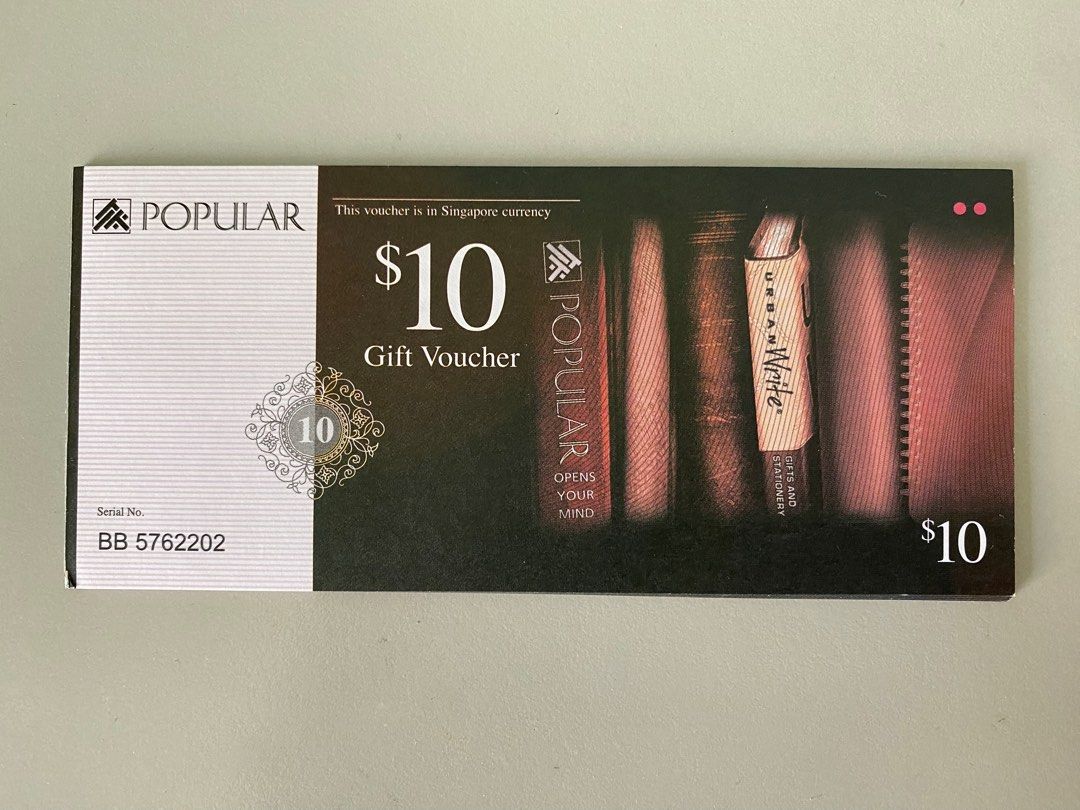 POPULAR
This voucher is in Singapore currency
$10
Gift Voucher
10
Serial No.
BB 5762202
POPULAR
OPENS
YOUR
MIND
URBAN Write®
GIFTS AND
STATIONERY
$10